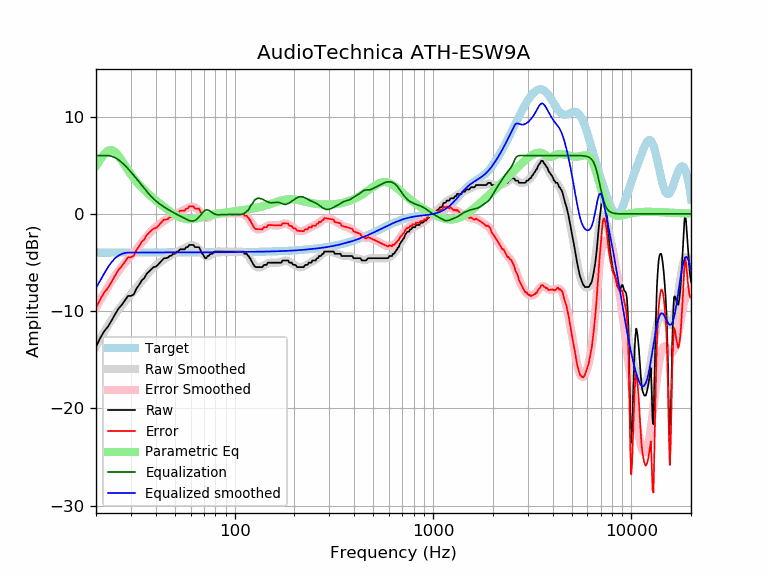 AudioTechnica ATH-ESW9A
10
0
−10
−20
−30
Amplitude (dBr)
Target
Raw Smoothed
Error Smoothed
Raw
Error
Parametric Eq
Equalization
Equalized smoothed
100
1000
10000
Frequency (Hz)